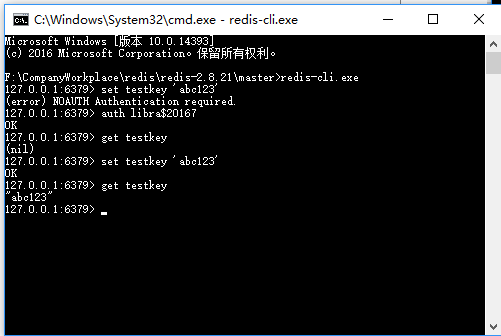 C:\Windows\System32\cmd.exe - redis-cli.exe
Microsoft Windows [版本 10.0.14393]
(c) 2016 Microsoft Corporation。保留所有权利。
F:\CompanyWorkplace\redis\redis-2.8.21\master>redis-cli.exe
127.0.0.1:6379> set testkey 'abc123'
(error) NOAUTH Authentication required.
127.0.0.1:6379> auth libra$20167
OK
127.0.0.1:6379> get testkey
(nil)
127.0.0.1:6379> set testkey 'abc123'
OK
127.0.0.1:6379> get testkey
"abc123"
127.0.0.1:6379>